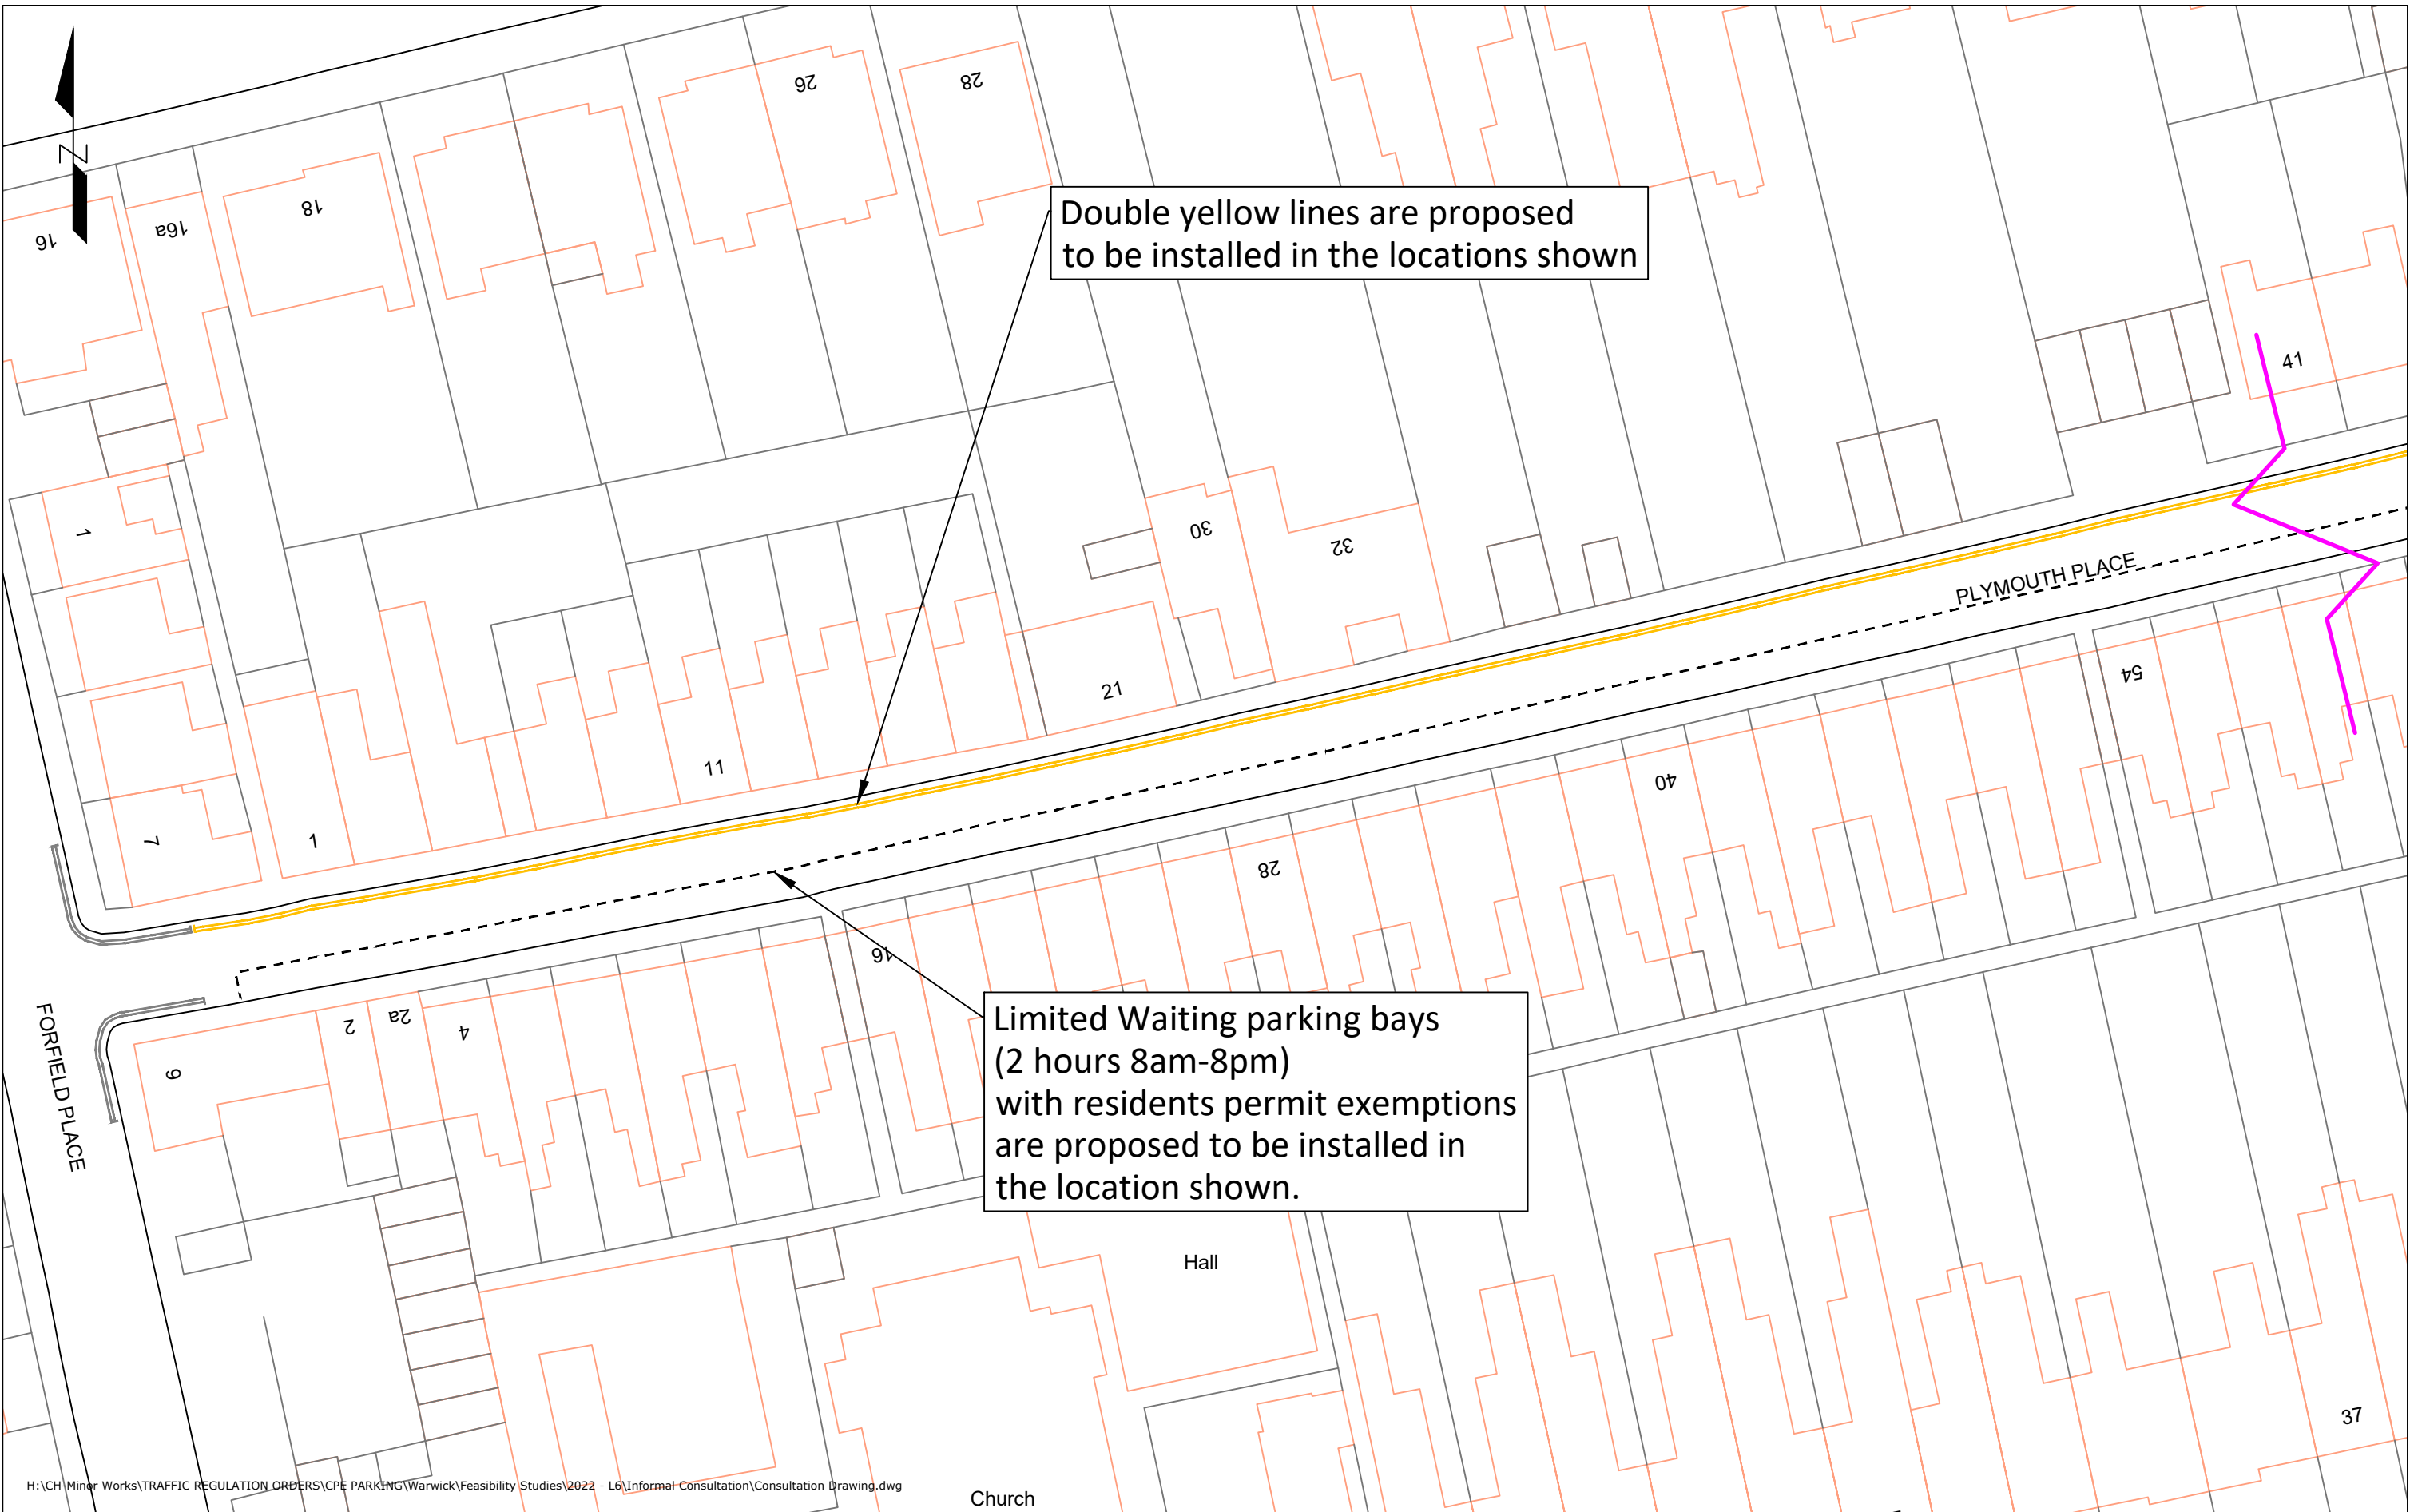 26
28
18
16a
16
N
Double yellow lines are proposed
to be installed in the locations shown
41
1
30
32
PLYMOUTH PLACE
21
54
11
40
7
1
28
16
2
2a
4
9
FORFIELD PLACE
Limited Waiting parking bays
(2 hours 8am-8pm)
with residents permit exemptions
are proposed to be installed in
the location shown.
Hall
37
H:\CH-Minor Works\TRAFFIC REGULATION ORDERS\CPE PARKING\Warwick\Feasibility Studies\2022 - L6\Informal Consultation\Consultation Drawing.dwg
Church